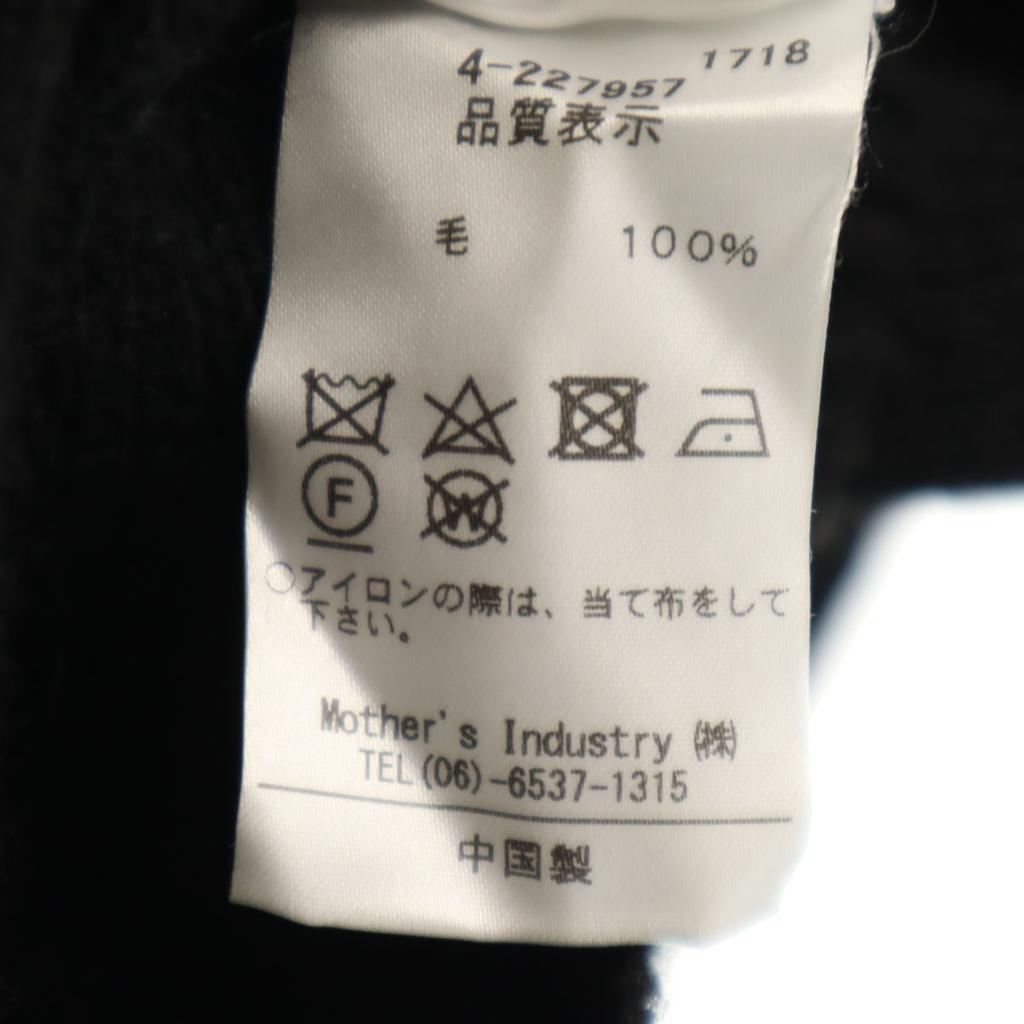 4-227957 1718
品質表示
毛 100%
F W
○アイロンの際は、当て布をして
下さい。
Mother's Industry ㈱
TEL(06)-6537-1315
中国製